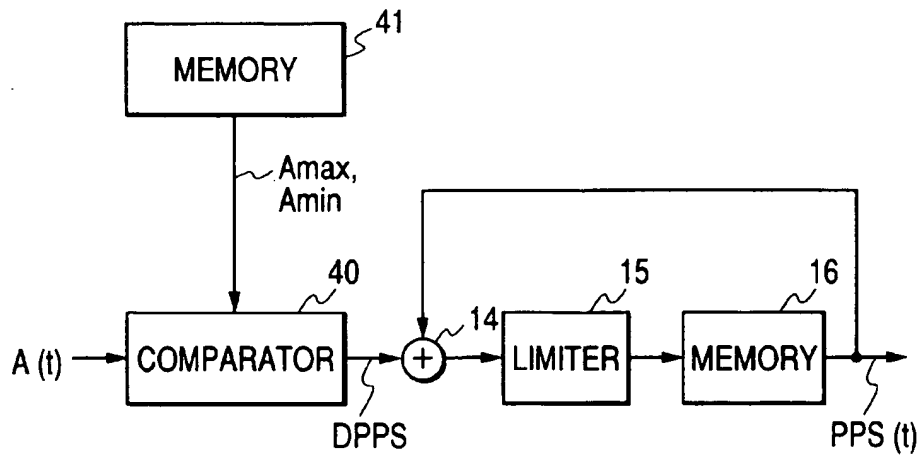 41
MEMORY
Amax,
Amin
40
15
16
14
A (t)
COMPARATOR
+
LIMITER
MEMORY
DPPS
PPS (t)